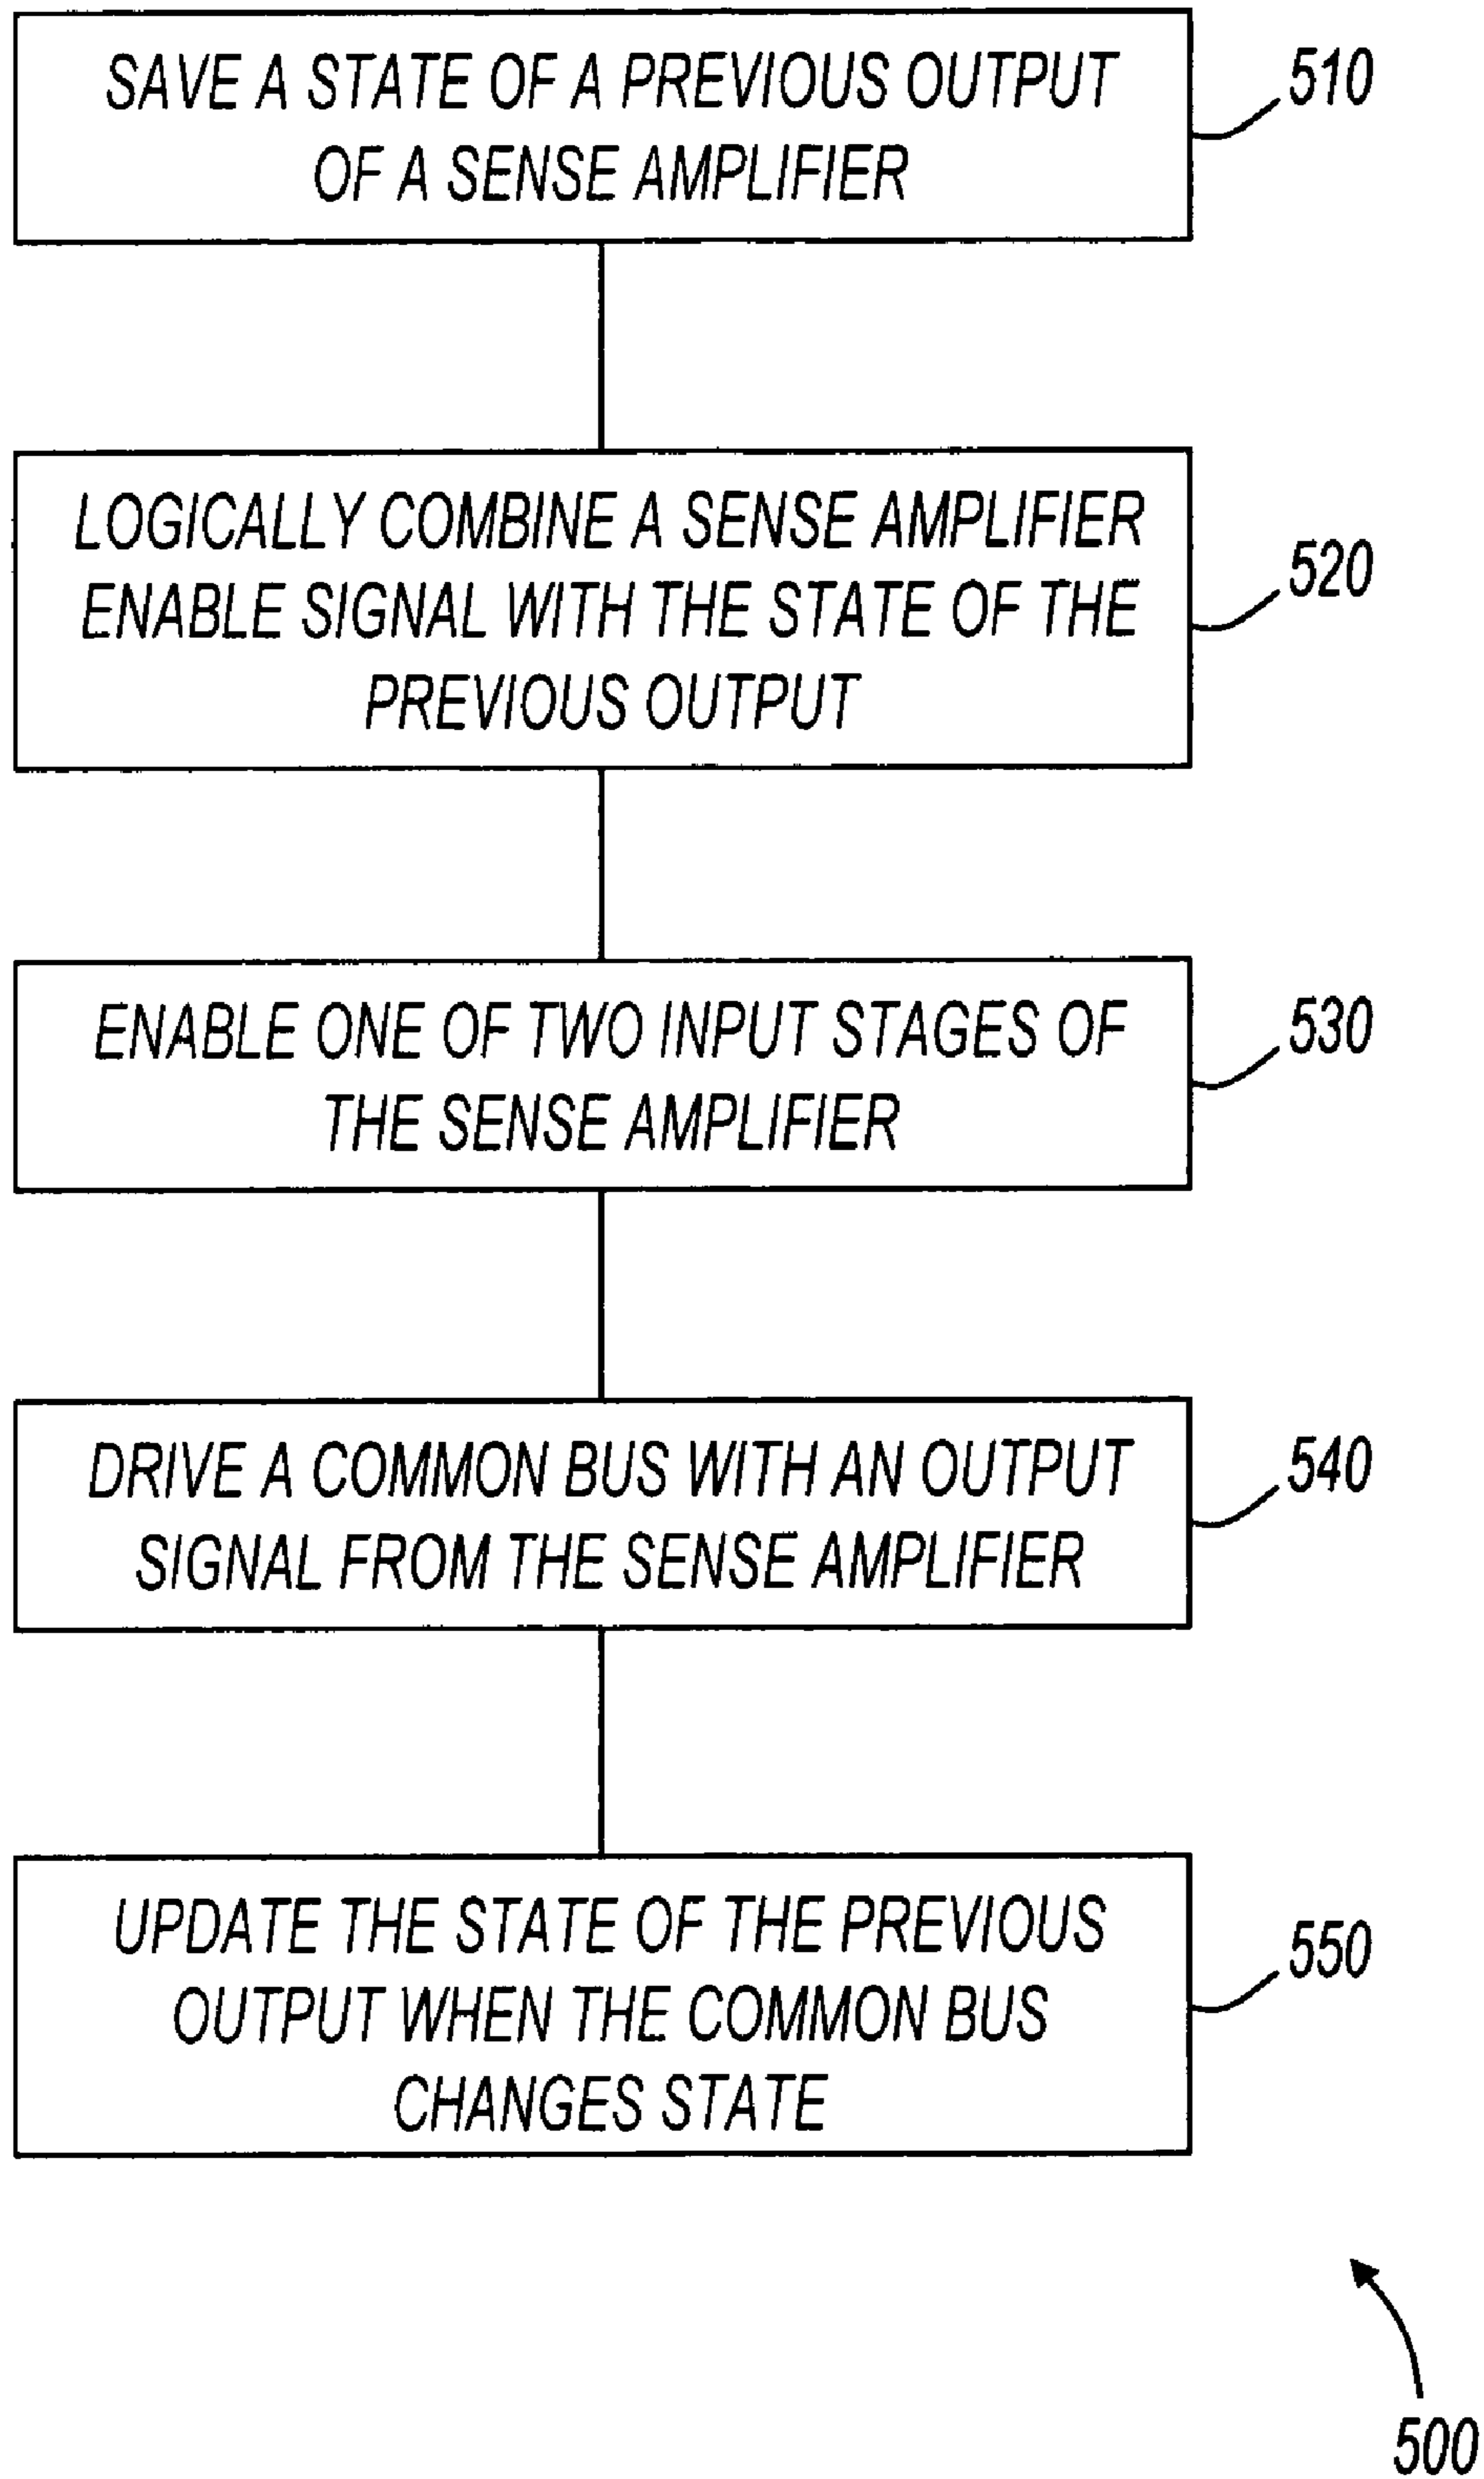 SAVE A STATE OF A PREVIOUS OUTPUT
OF A SENSE AMPLIFIER
510
LOGICALLY COMBINE A SENSE AMPLIFIER
ENABLE SIGNAL WITH THE STATE OF THE
PREVIOUS OUTPUT
520
ENABLE ONE OF TWO INPUT STAGES OF
THE SENSE AMPLIFIER
530
DRIVE A COMMON BUS WITH AN OUTPUT
SIGNAL FROM THE SENSE AMPLIFIER
540
UPDATE THE STATE OF THE PREVIOUS
OUTPUT WHEN THE COMMON BUS
CHANGES STATE
550
500